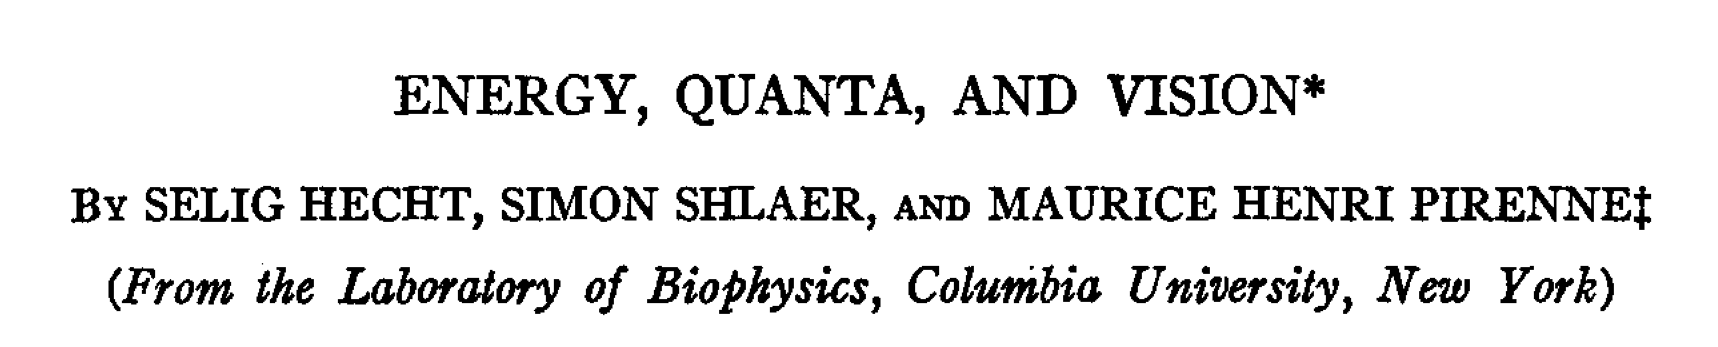 ENERGY, QUANTA, AND VISION*
By SELIG HECHT, SIMON SHLAER, AND MAURICE HENRI PIRENNE‡
(From the Laboratory of Biophysics, Columbia University, New York)